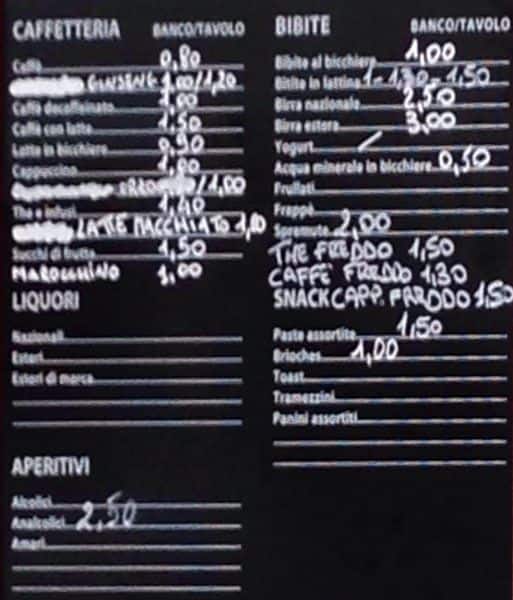 CAFFETTERIA BANCO/TAVOLO
Caffè 0,80
GINSENG 1,00/1,20
Caffè decaffeinato 1,00
Caffè con latte 1,50
Latte in bicchiere 0,90
Cappuccino
ORZO /1,00
The e infusi 1,40
LATTE MACCHIATO
Succhi di frutta 1,50
MAROCCHINO 1,00
LIQUORI
Nazionali
Esteri
Esteri di marca
APERITIVI
Alcolici
Analcolici 2,50
Amari
BIBITE BANCO/TAVOLO
Bibite al bicchiere 1,00
Bibite in lattina 1-1,30-1,50
Birra nazionale 2,50
Birra estera 3,00
Yogurt
Acqua minerale in bicchiere 0,50
Frullati
Frappè
Spremute 2,00
THE FREDDO 1,50
CAFFÈ FREDDO 1,30
SNACK CAPP. FREDDO 1,50
Paste assortite 1,50
Brioches 1,00
Toast
Tramezzini
Panini assortiti